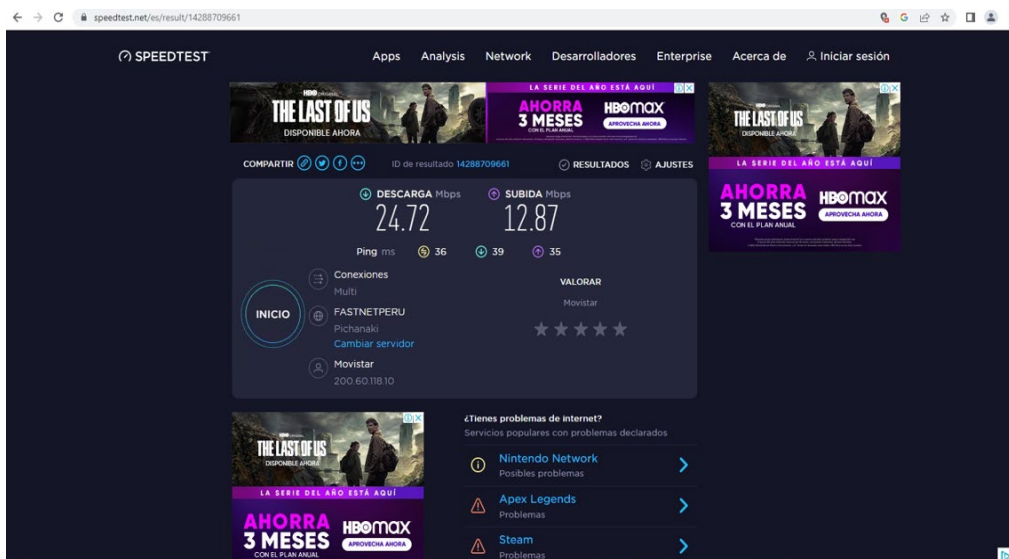 speedtest.net/es/result/14288709661
SPEEDTEST
Apps Analysis Network Desarrolladores Enterprise Acerca de Iniciar sesión
HBO
THE LAST OF US
DISPONIBLE AHORA
LA SERIE DEL AÑO ESTÁ AQUÍ
AHORRA
3 MESES
CON EL PLAN ANUAL
HBOMAX
APROVECHA AHORA
THE LAST OF US
DISPONIBLE AHORA
LA SERIE DEL AÑO ESTÁ AQUÍ
AHORRA
3 MESES
CON EL PLAN ANUAL
HBOMAX
APROVECHA AHORA
COMPARTIR ID de resultado 14288709661 RESULTADOS AJUSTES
DESCARGA Mbps SUBIDA Mbps
24.72 12.87
Ping ms 36 39 35
Conexiones
Multi
INICIO
FASTNETPERU
Pichanaki
Cambiar servidor
Movistar
200.60.118.10
VALORAR
Movistar
THE LAST OF US
DISPONIBLE AHORA
LA SERIE DEL AÑO ESTÁ AQUÍ
AHORRA
3 MESES
CON EL PLAN ANUAL
HBOMAX
APROVECHA AHORA
¿Tienes problemas de internet?
Servicios populares con problemas declarados
Nintendo Network
Posibles problemas
Apex Legends
Problemas
Steam
Problemas